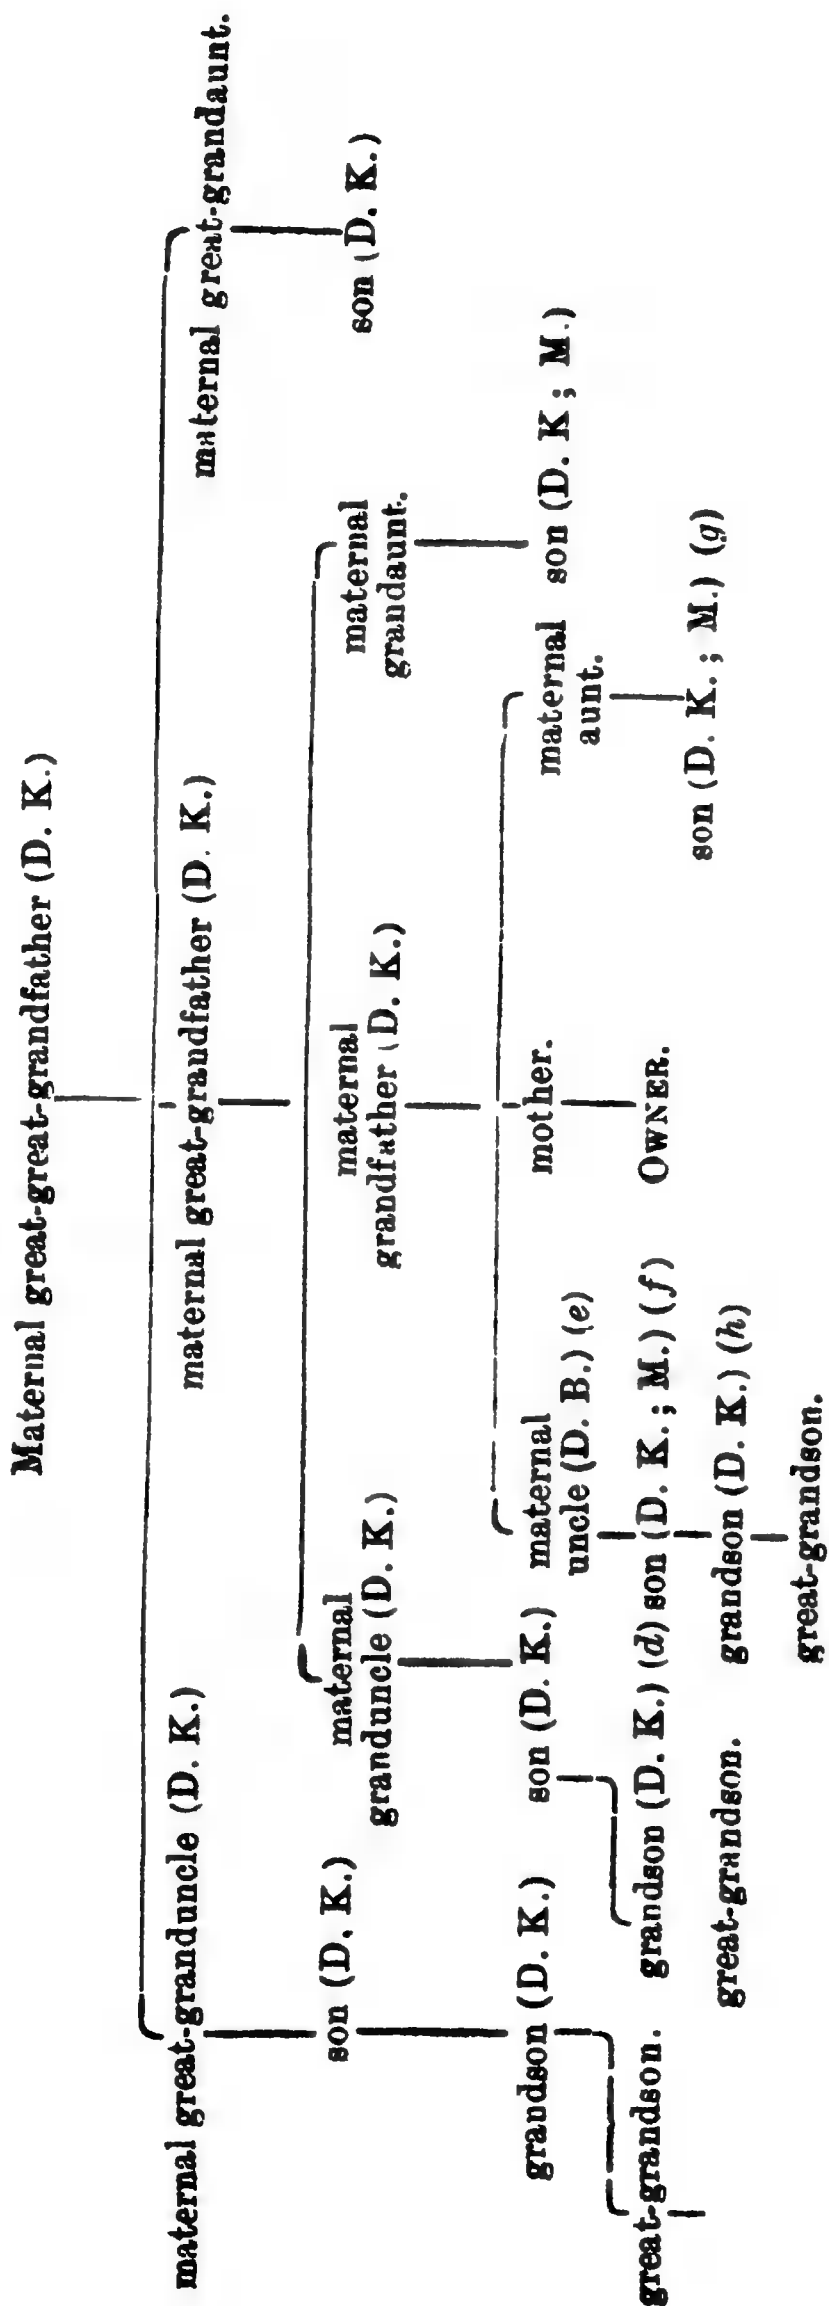 Maternal great-great-grandfather (D. K.)
maternal great-granduncle (D. K.) maternal great-grandfather (D. K.) maternal great-grandaunt.
son (D. K.) maternal granduncle (D. K.) maternal grandfather (D. K.) maternal grandaunt. son (D. K.)
grandson (D. K.) son (D. K.) maternal uncle (D. B.) (e) mother. maternal aunt. son (D. K ; M.)
great-grandson. grandson (D. K.) (d) son (D. K. ; M.) (f) OWNER. son (D. K. ; M.) (g)
great-grandson. grandson (D. K.) (h)
great-grandson.